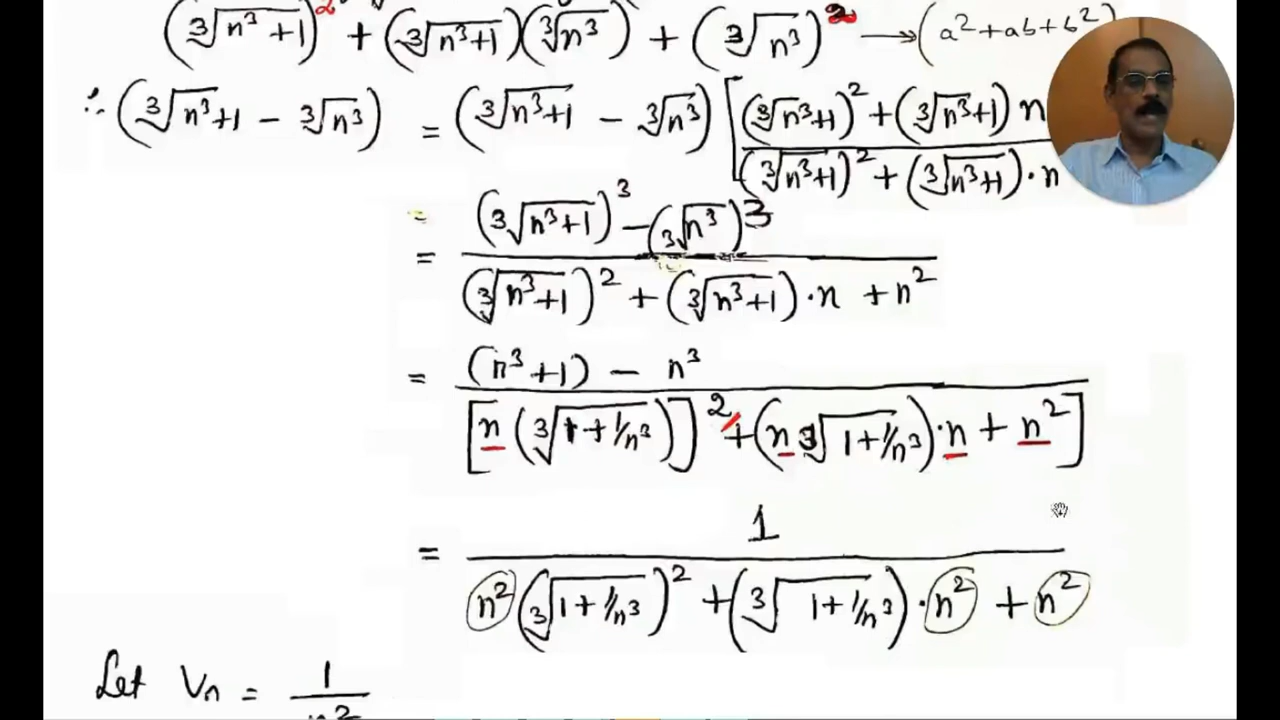 (∛(n³+1))² + (∛(n³+1))(∛n³) + (∛n³)² → (a²+ab+b²)
∴ (∛n³+1 − ∛n³) = (∛n³+1 − ∛n³) [(∛n³+1)² + (∛n³+1) n
(∛n³+1)² + (∛n³+1)·n
= (∛n³+1)³ − (∛n³)³
(∛n³+1)² + (∛n³+1)·n + n²
= (n³+1) − n³
[n(∛1+1/n³)]² + (n ∛1+1/n³)·n + n²]
= 1
n²(∛1+1/n³)² + (∛1+1/n³)·n² + n²
Let Vn = 1